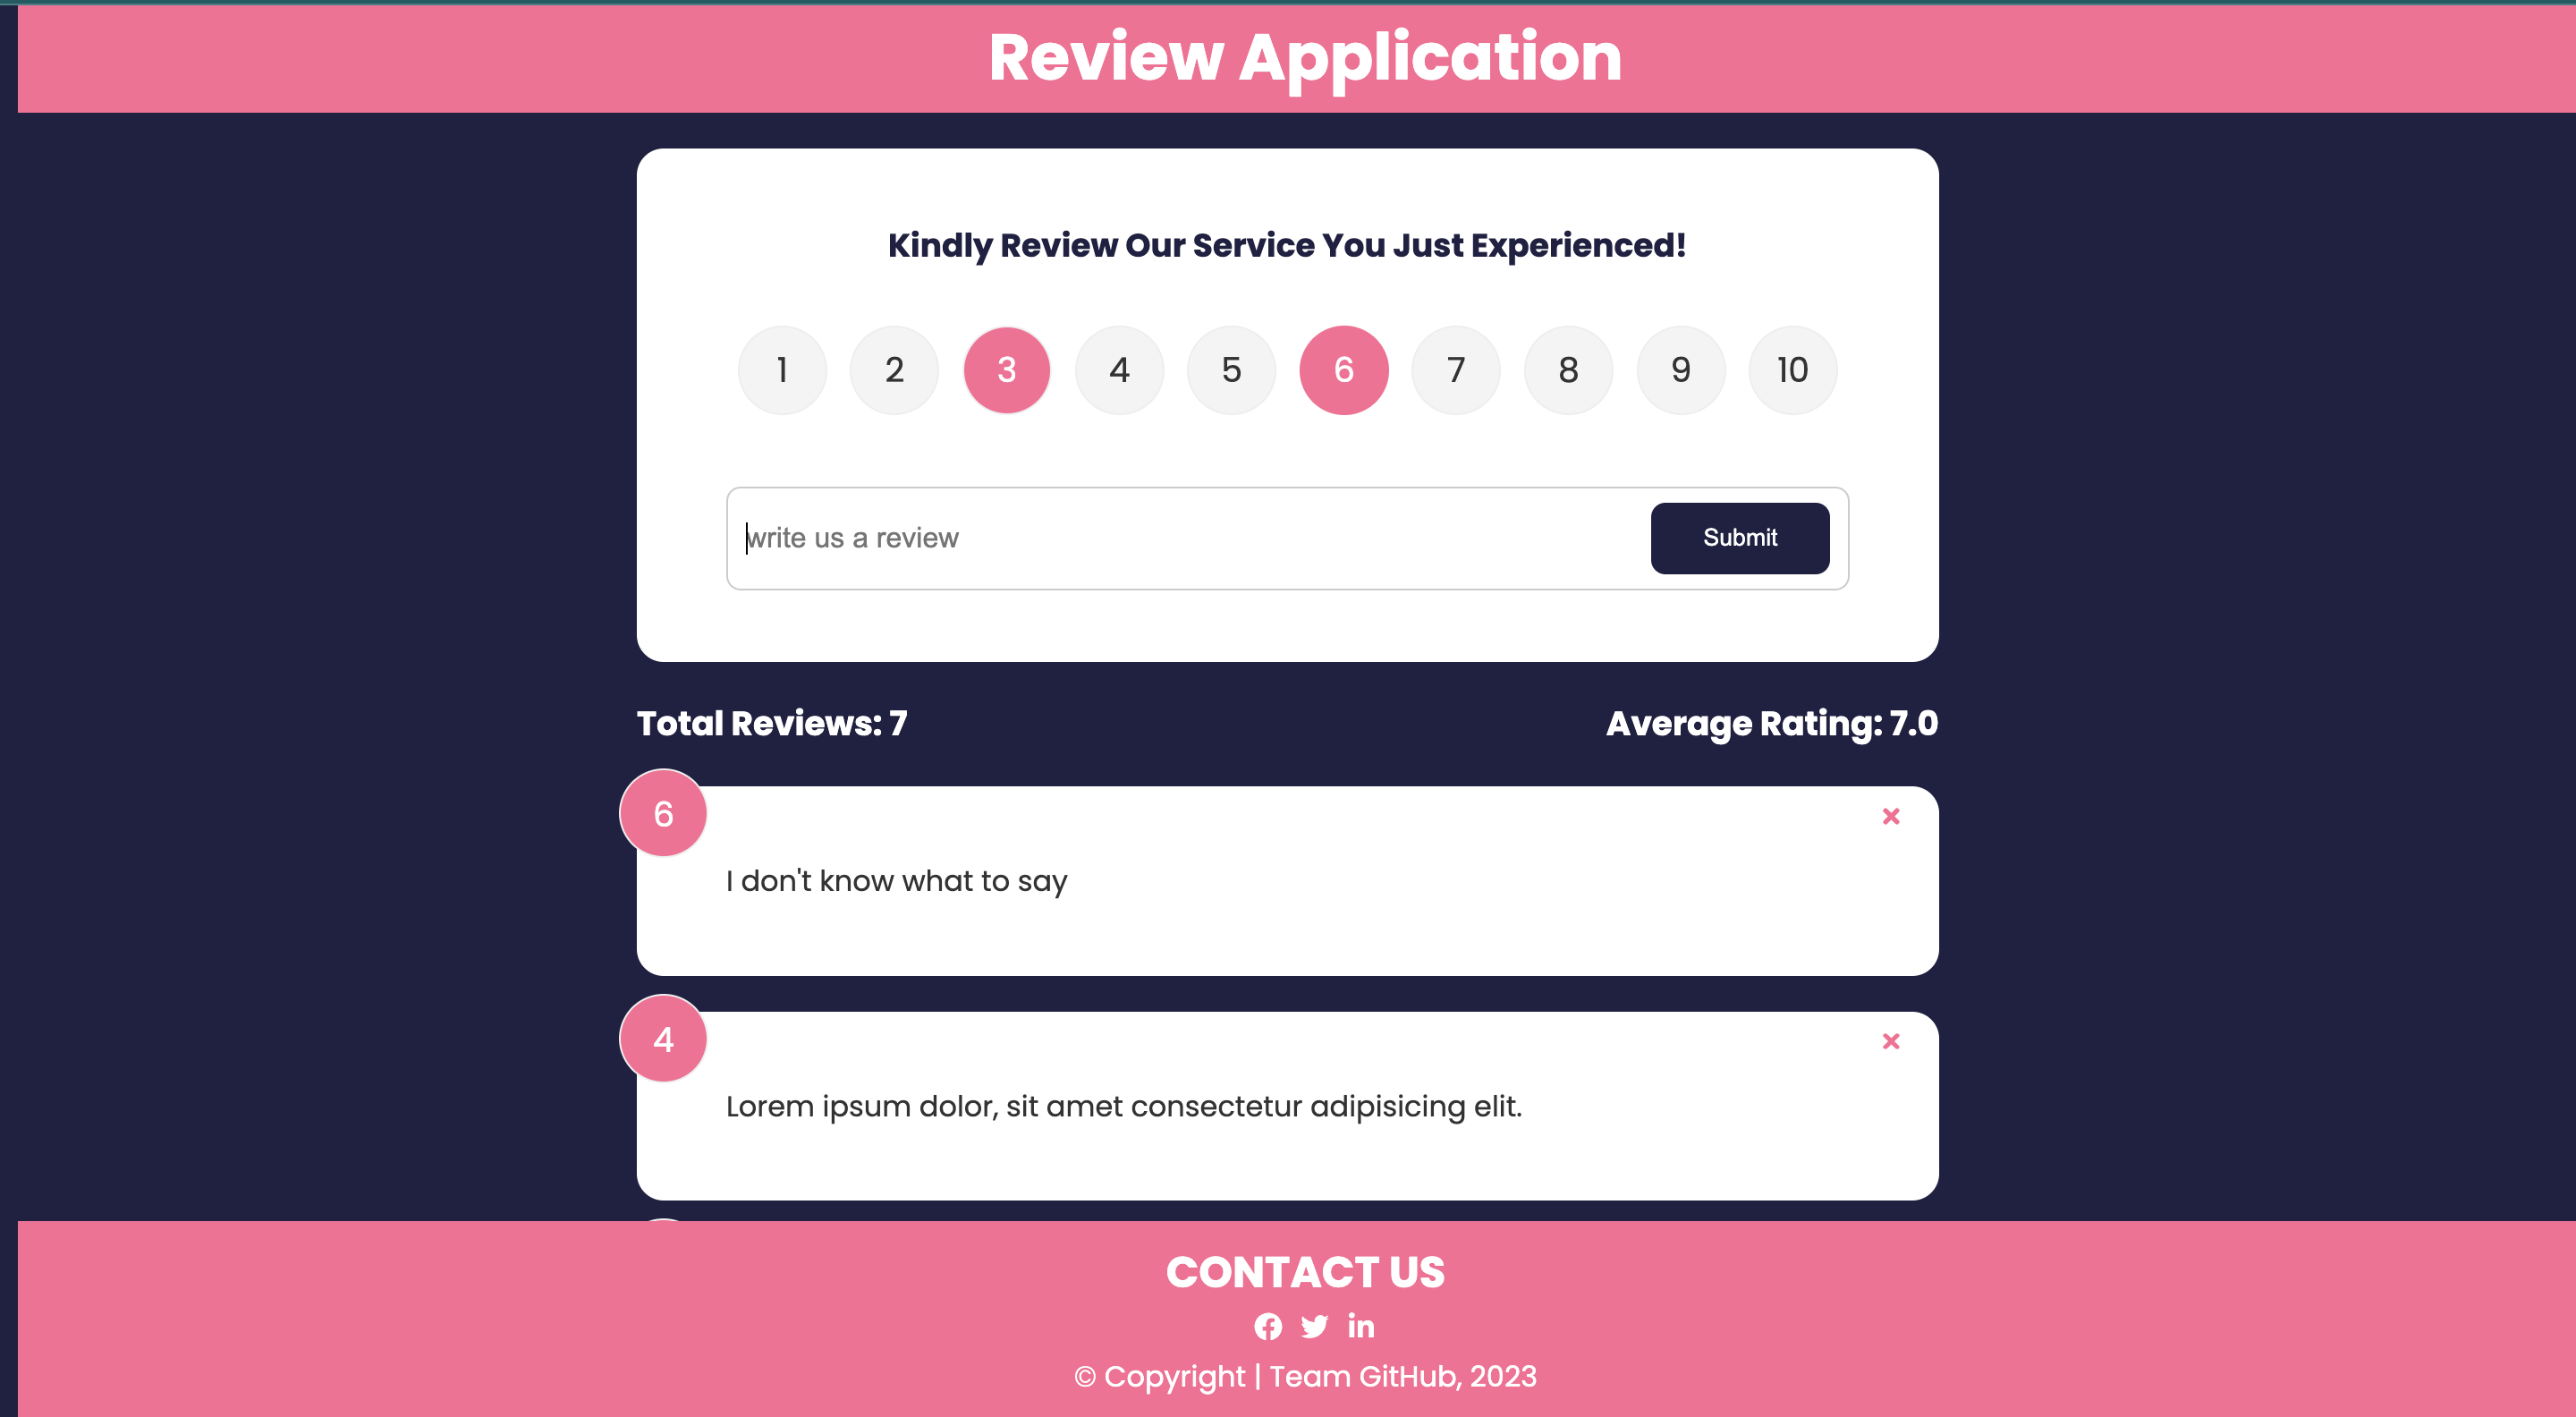 Review Application
Kindly Review Our Service You Just Experienced!
1 2 3 4 5 6 7 8 9 10
write us a review Submit
Total Reviews: 7 Average Rating: 7.0
6
I don't know what to say
4
Lorem ipsum dolor, sit amet consectetur adipisicing elit.
CONTACT US
© Copyright | Team GitHub, 2023